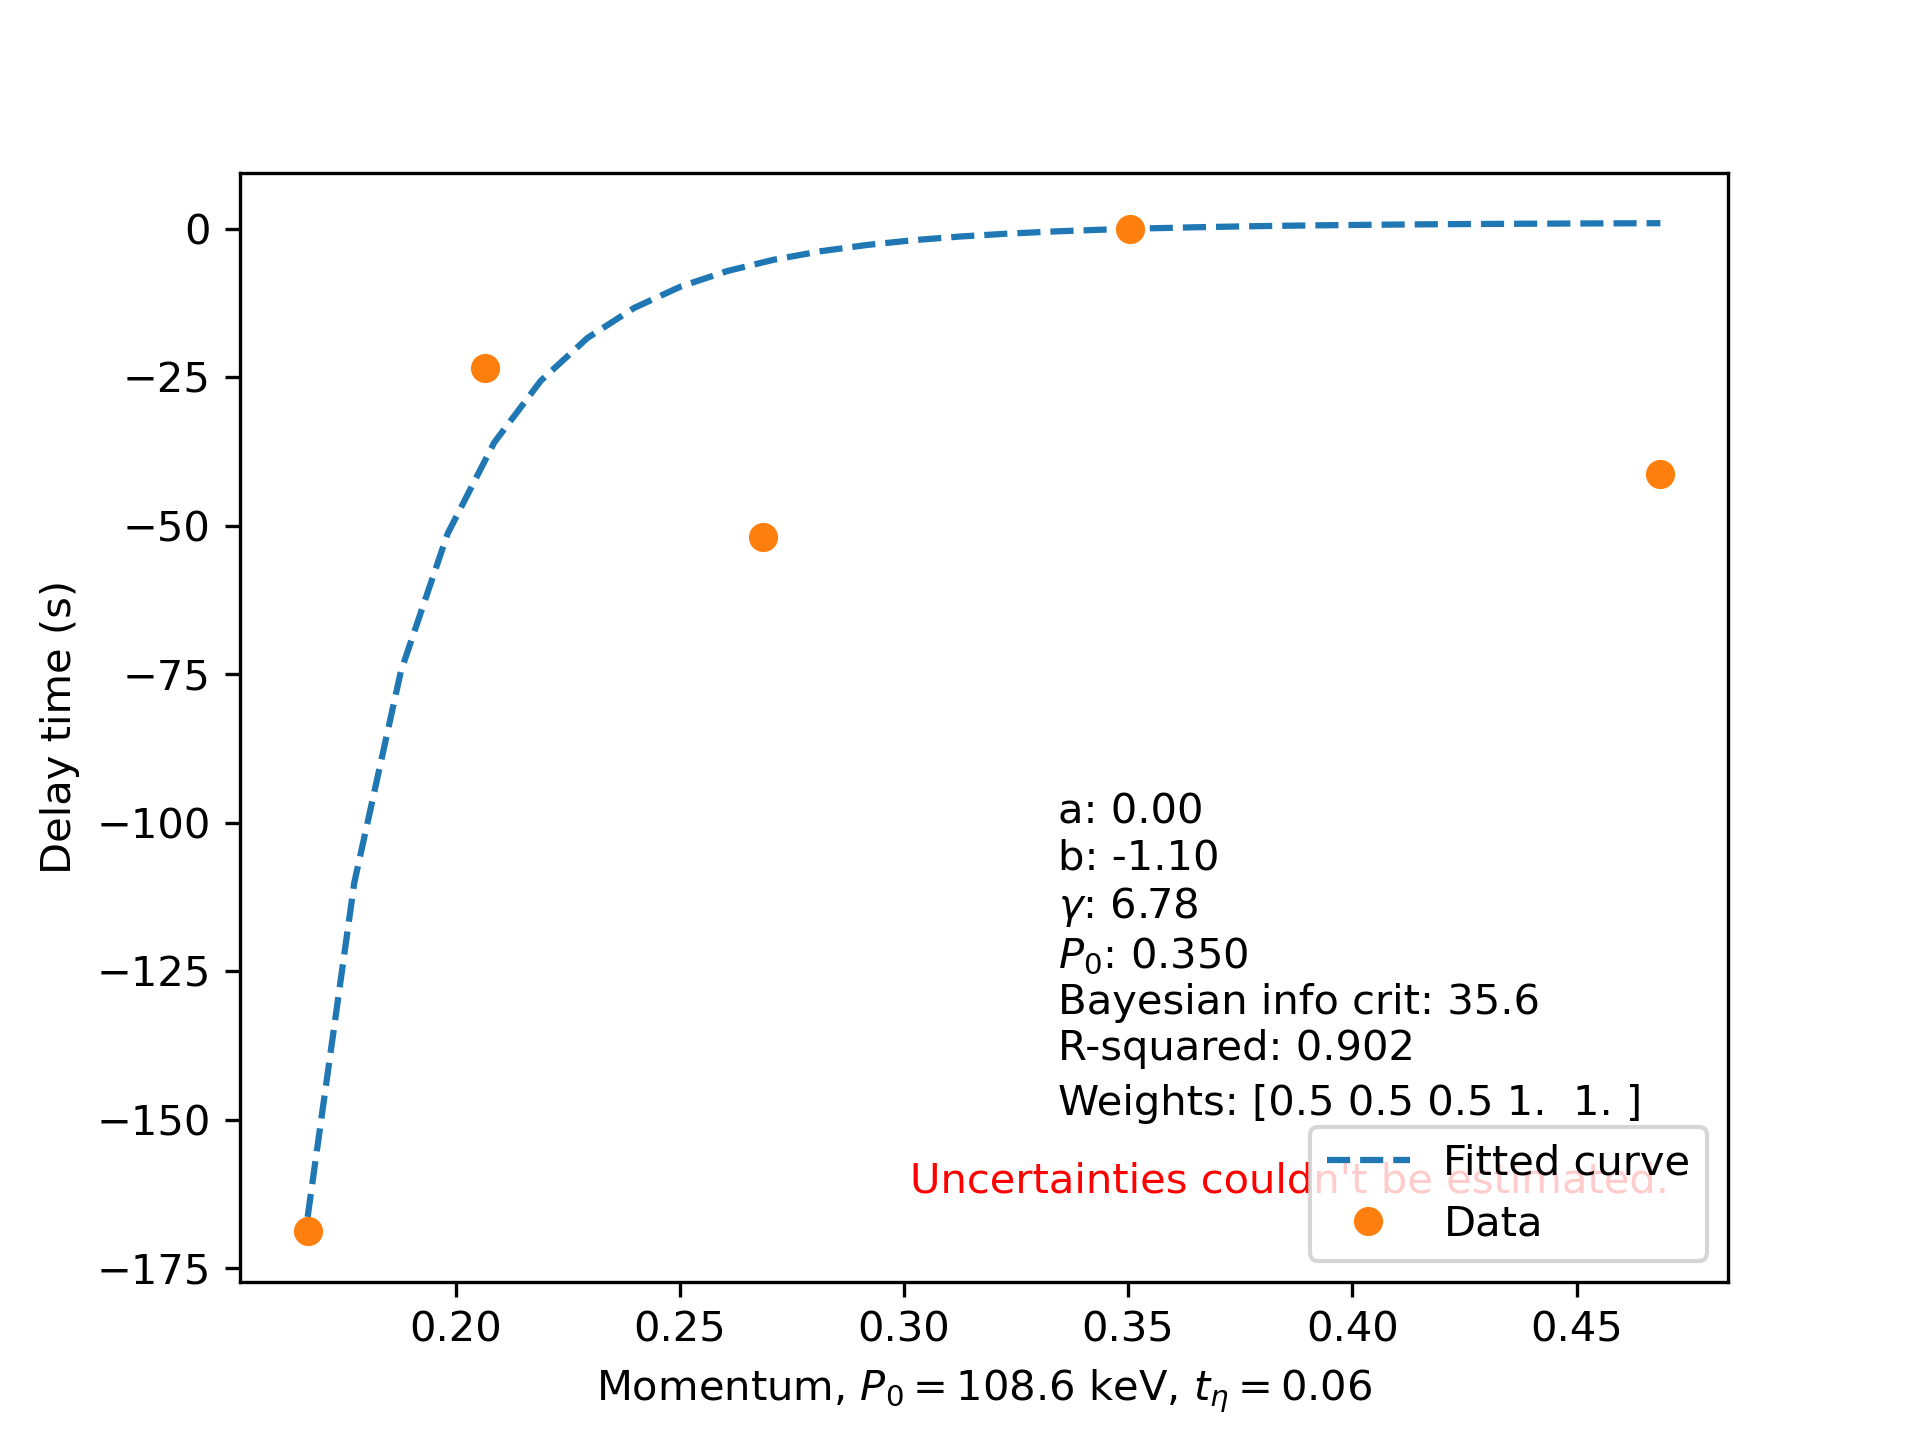 0
−25
−50
−75
−100
−125
−150
−175
Delay time (s)
a: 0.00
b: -1.10
γ: 6.78
P₀: 0.350
Bayesian info crit: 35.6
R-squared: 0.902
Weights: [0.5 0.5 0.5 1.  1. ]
Uncertainties couldn't be estimated.
Fitted curve
Data
0.20 0.25 0.30 0.35 0.40 0.45
Momentum, P₀ = 108.6 keV, tη = 0.06